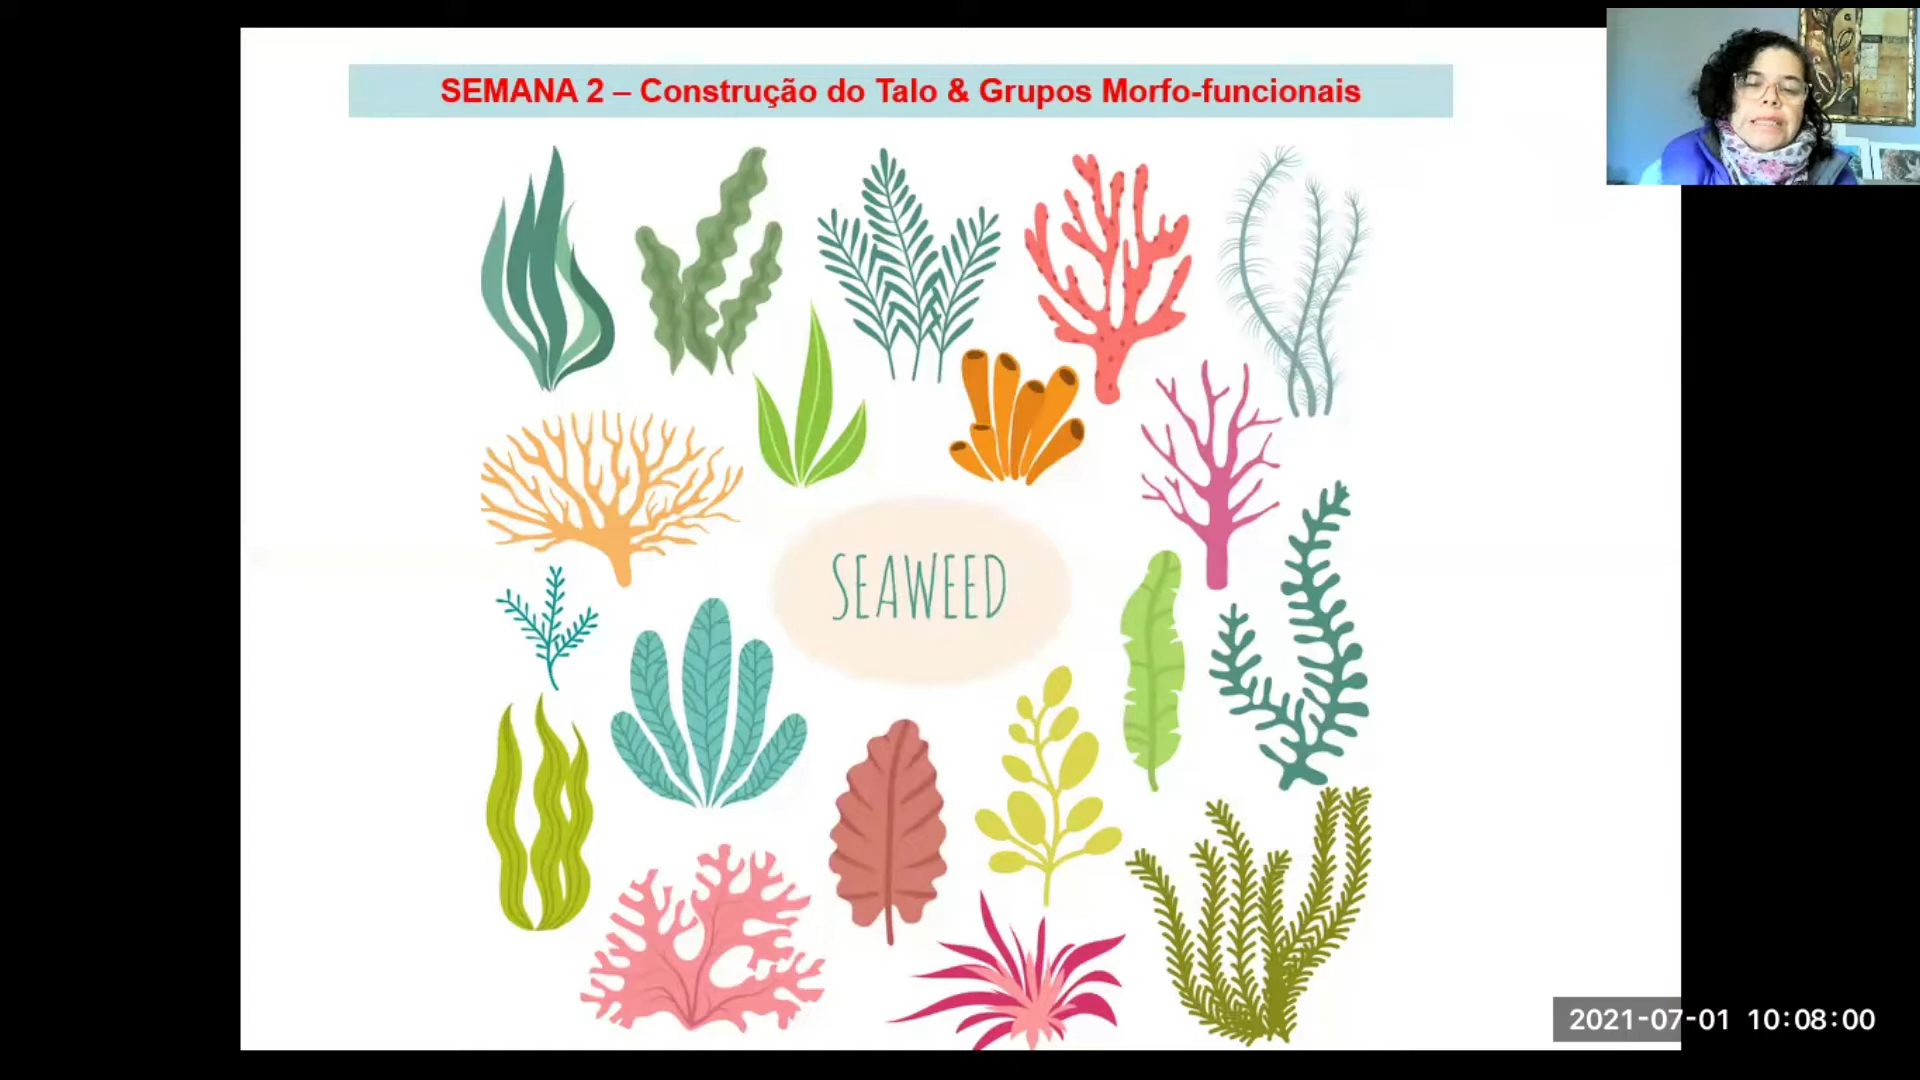 SEMANA 2 – Construção do Talo & Grupos Morfo-funcionais
SEAWEED
2021-07-01 10:08:00